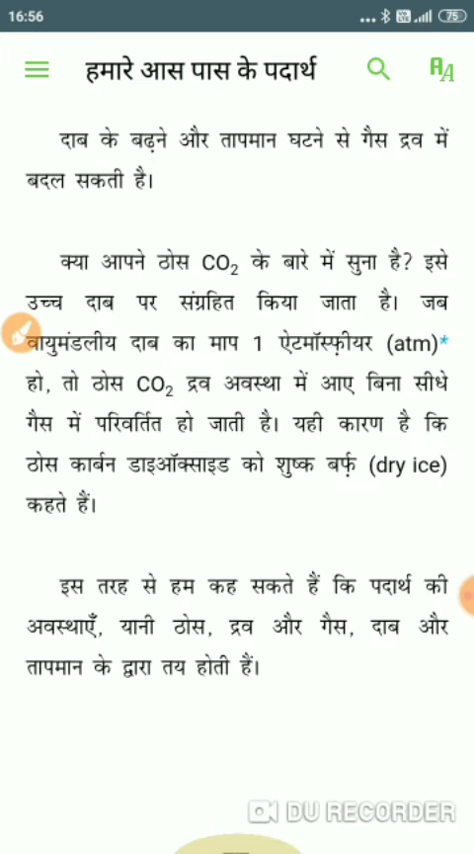 16:56
75
हमारे आस पास के पदार्थ
दाब के बढ़ने और तापमान घटने से गैस द्रव में
बदल सकती है।
क्या आपने ठोस CO₂ के बारे में सुना है? इसे
उच्च दाब पर संग्रहित किया जाता है। जब
वायुमंडलीय दाब का माप 1 ऐटमॉस्फ़ीयर (atm)*
हो, तो ठोस CO₂ द्रव अवस्था में आए बिना सीधे
गैस में परिवर्तित हो जाती है। यही कारण है कि
ठोस कार्बन डाइऑक्साइड को शुष्क बर्फ़ (dry ice)
कहते हैं।
इस तरह से हम कह सकते हैं कि पदार्थ की
अवस्थाएँ, यानी ठोस, द्रव और गैस, दाब और
तापमान के द्वारा तय होती हैं।
DU RECORDER